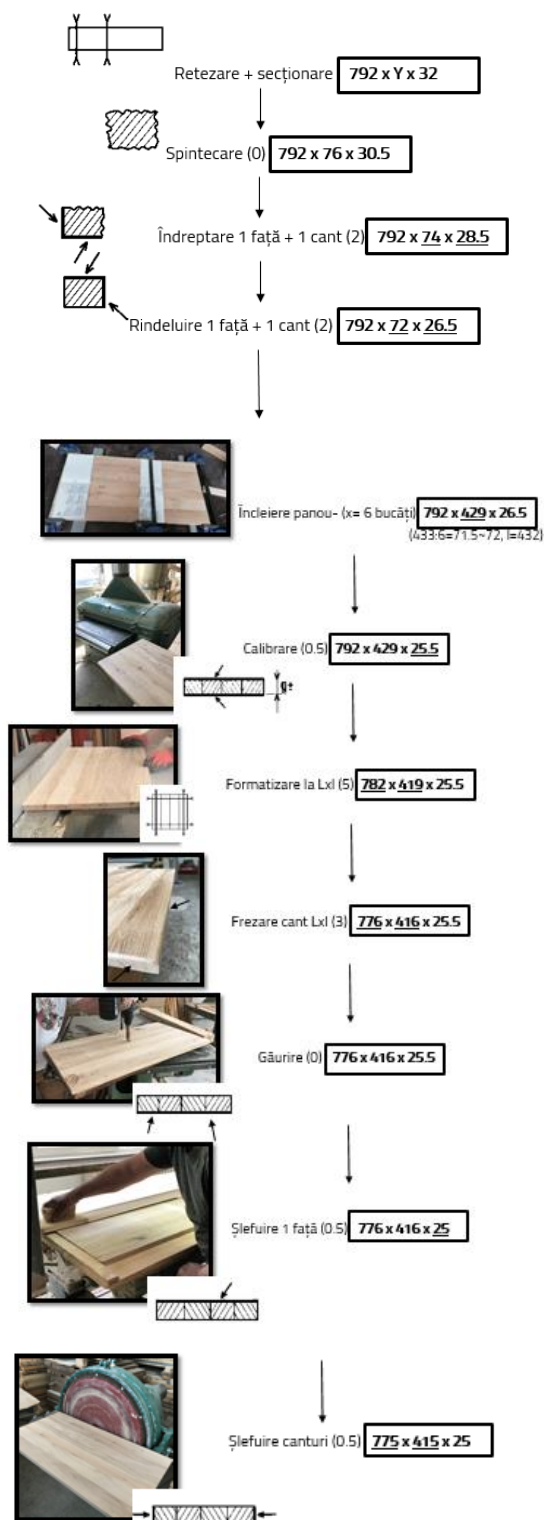 Retezare + secționare 792 x Y x 32
Spintecare (0) 792 x 76 x 30.5
Îndreptare 1 față + 1 cant (2) 792 x 74 x 28.5
Rindeluire 1 față + 1 cant (2) 792 x 72 x 26.5
Încleiere panou- (x= 6 bucăți) 792 x 429 x 26.5
(433:6=71.5~72, l=432)
Calibrare (0.5) 792 x 429 x 25.5
Formatizare la Lxl (5) 782 x 419 x 25.5
Frezare cant Lxl (3) 776 x 416 x 25.5
Găurire (0) 776 x 416 x 25.5
Șlefuire 1 față (0.5) 776 x 416 x 25
Șlefuire canturi (0.5) 775 x 415 x 25